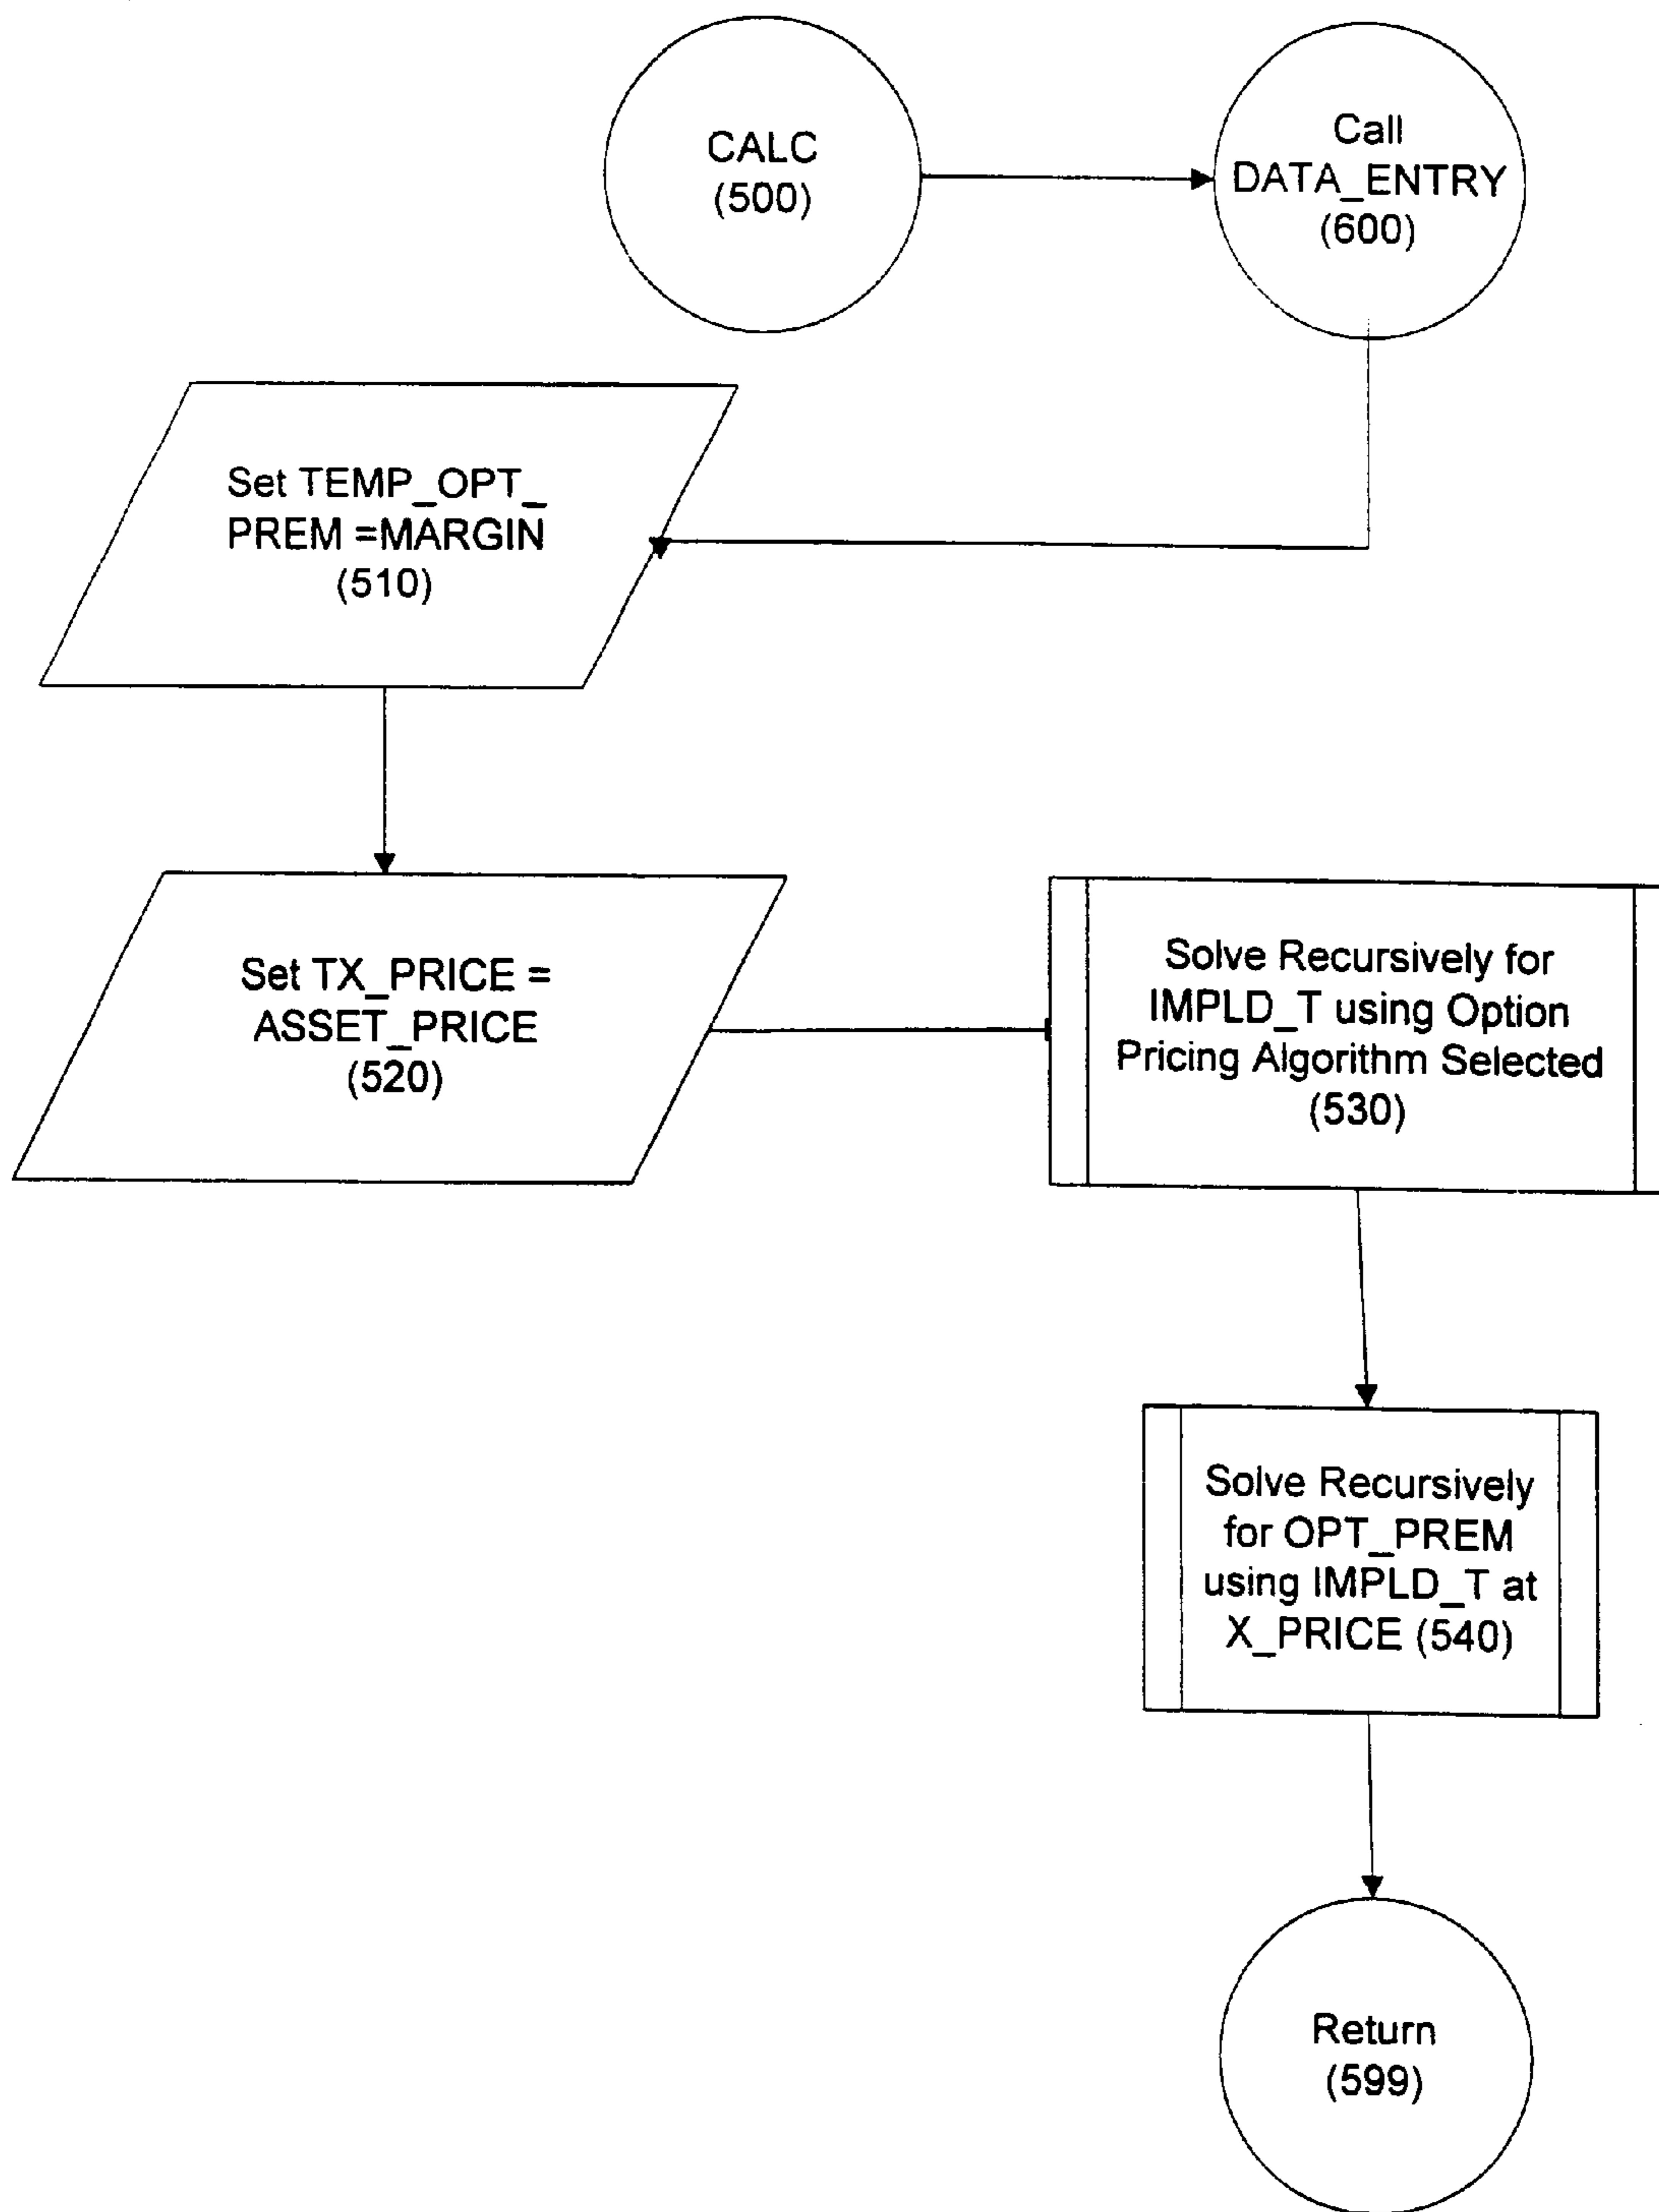 CALC
(500)
Call
DATA_ENTRY
(600)
Set TEMP_OPT_
PREM =MARGIN
(510)
Set TX_PRICE =
ASSET_PRICE
(520)
Solve Recursively for
IMPLD_T using Option
Pricing Algorithm Selected
(530)
Solve Recursively
for OPT_PREM
using IMPLD_T at
X_PRICE (540)
Return
(599)